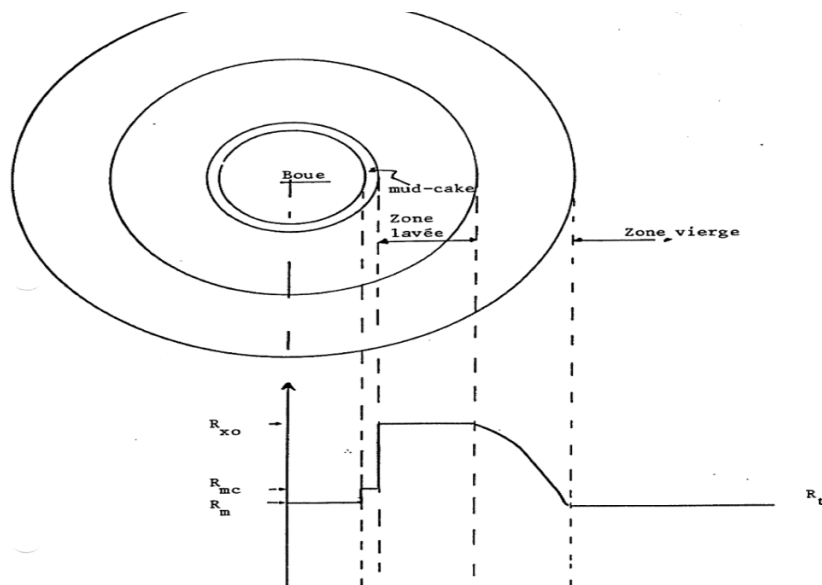 Boue
mud-cake
Zone
lavée
Zone vierge
R xo
R mc
R m
R t